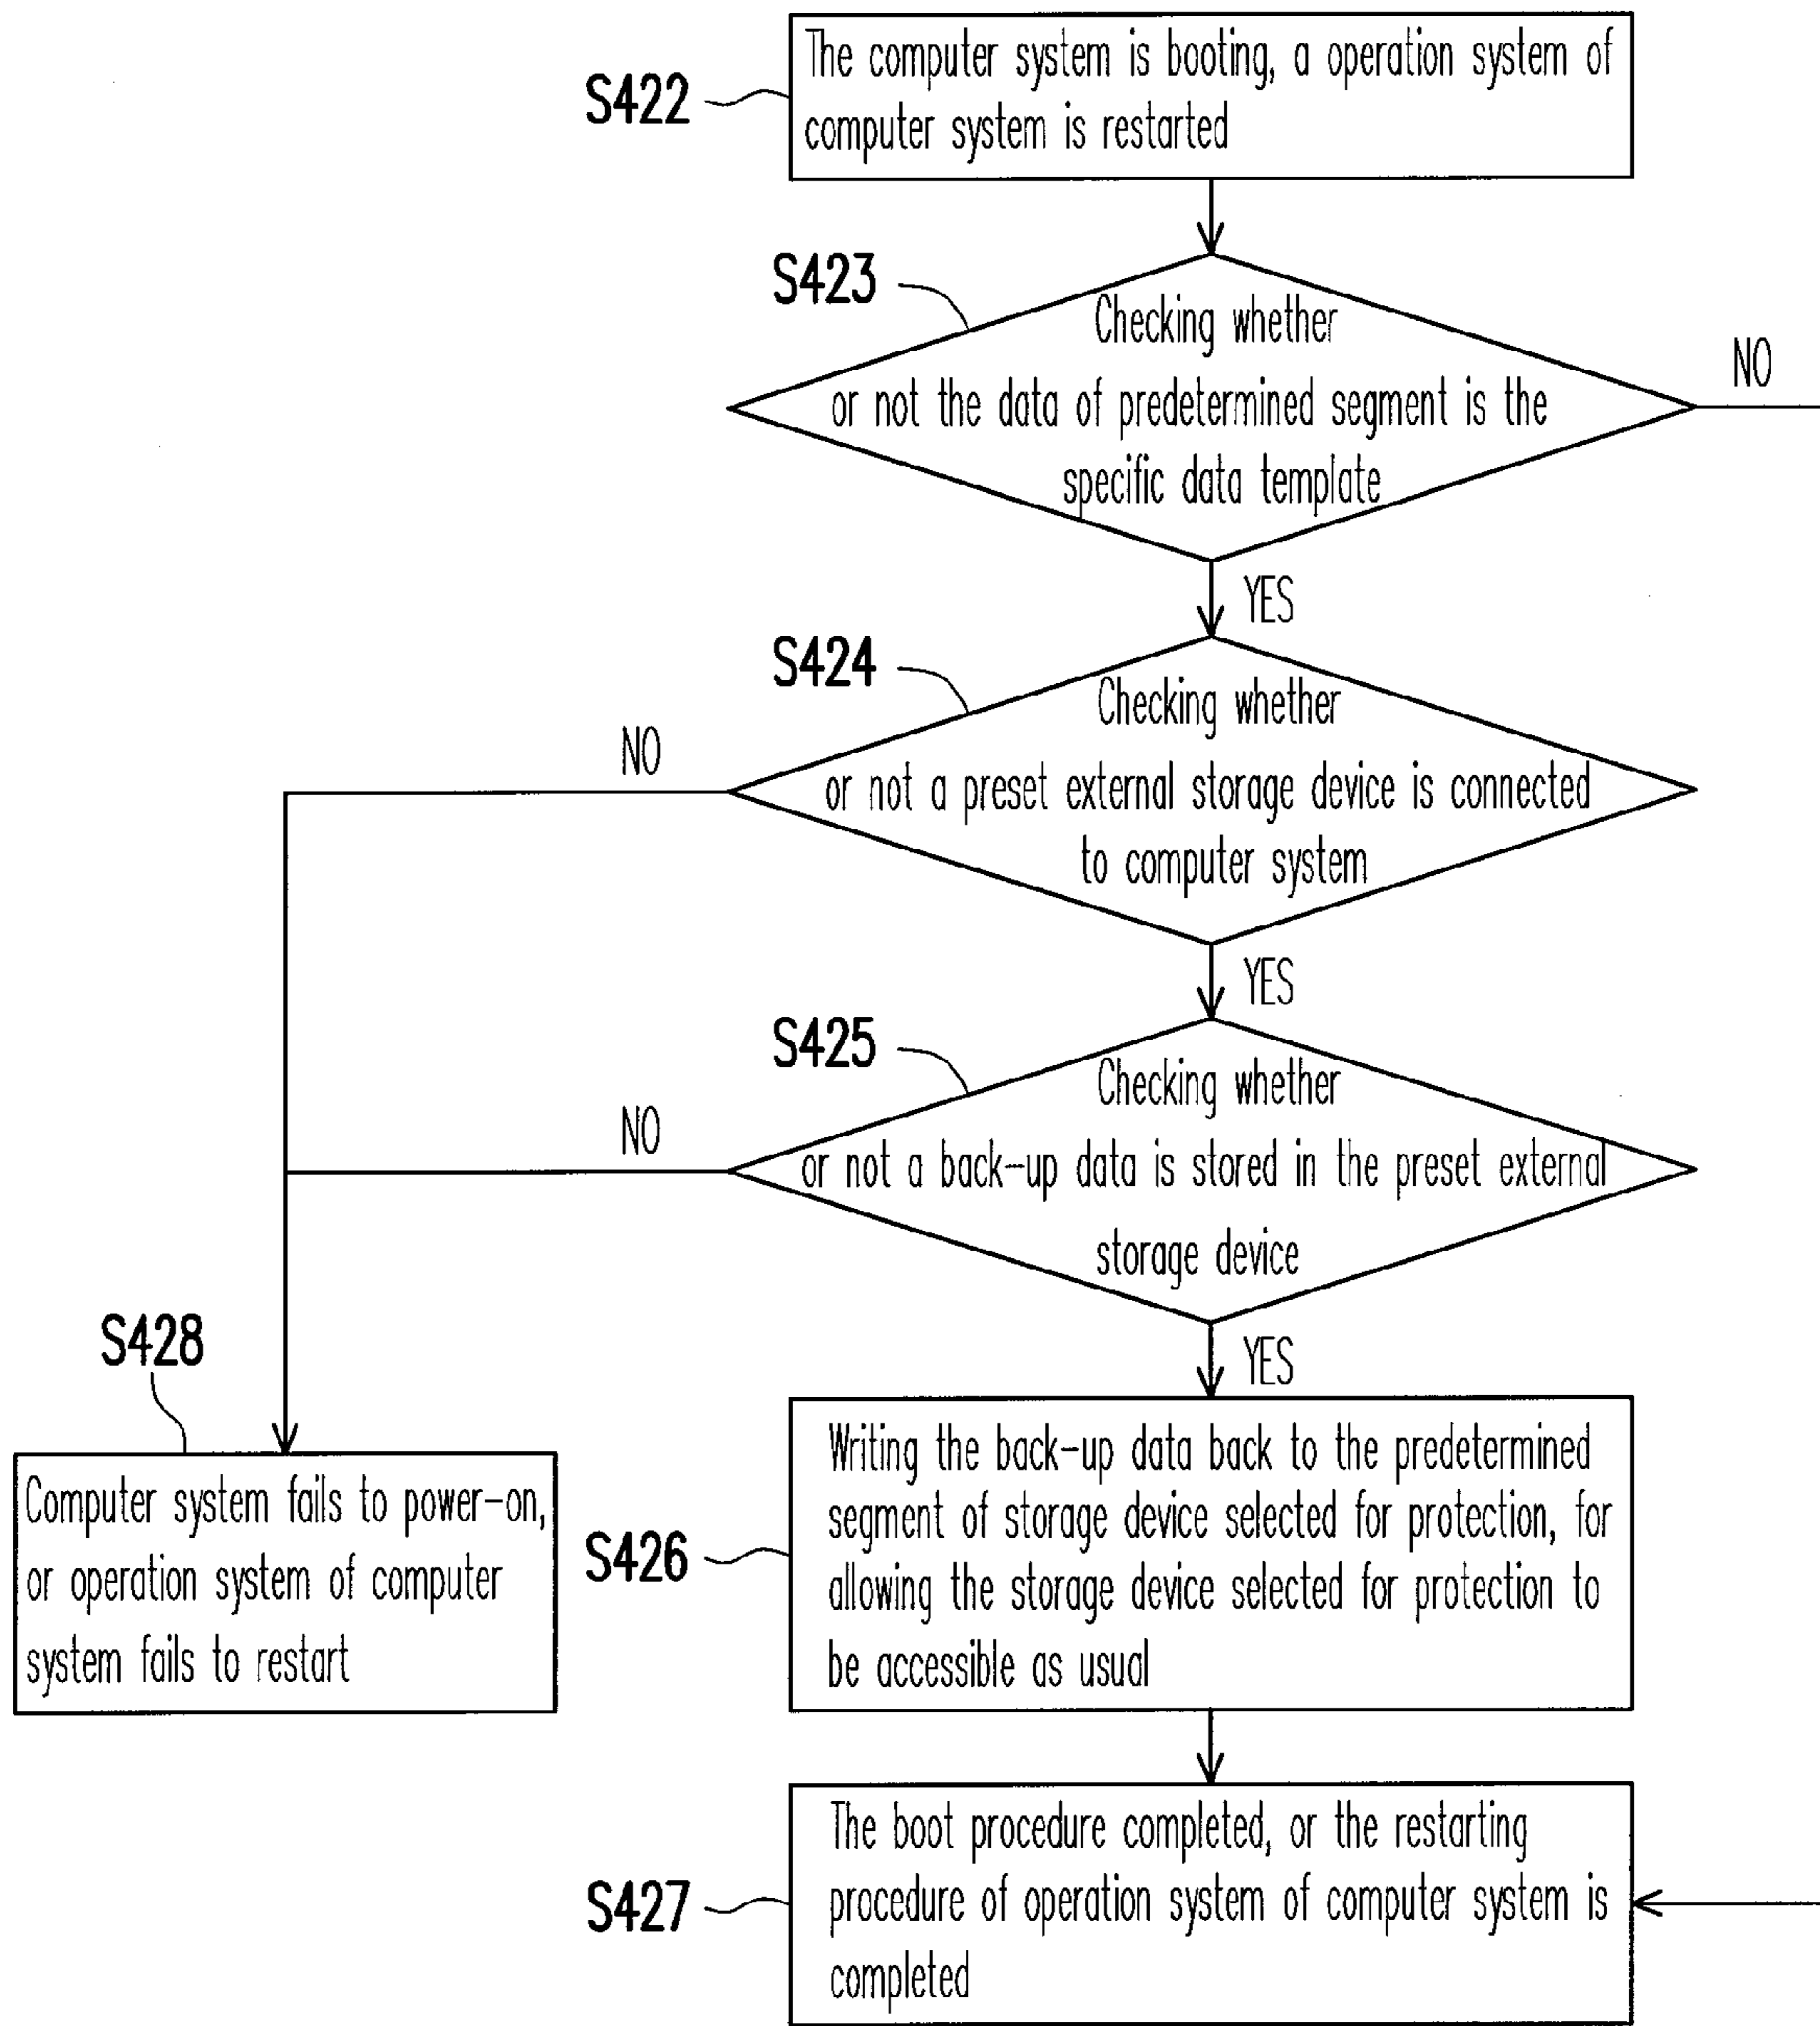 S422
The computer system is booting, a operation system of
computer system is restarted
S423
Checking whether
or not the data of predetermined segment is the
specific data template
NO
YES
S424
Checking whether
or not a preset external storage device is connected
to computer system
NO
YES
S425
Checking whether
or not a back-up data is stored in the preset external
storage device
NO
YES
S428
Computer system fails to power-on,
or operation system of computer
system fails to restart
S426
Writing the back-up data back to the predetermined
segment of storage device selected for protection, for
allowing the storage device selected for protection to
be accessible as usual
S427
The boot procedure completed, or the restarting
procedure of operation system of computer system is
completed